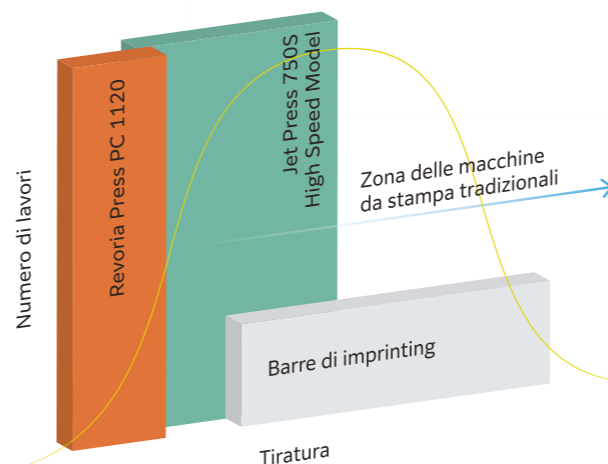 Numero di lavori
Revoria Press PC 1120
Jet Press 750S
High Speed Model
Zona delle macchine
da stampa tradizionali
Barre di imprinting
Tiratura